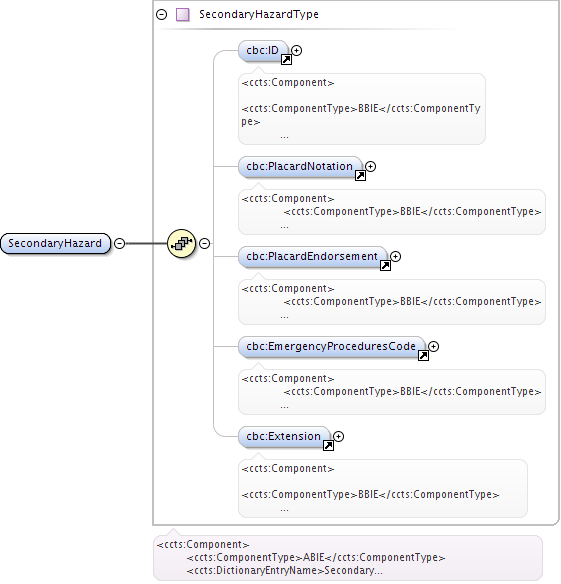 SecondaryHazardType
cbc:ID
<ccts:Component>
<ccts:ComponentType>BBIE</ccts:ComponentTy
pe>
...
cbc:PlacardNotation
<ccts:Component>
<ccts:ComponentType>BBIE</ccts:ComponentType>
...
SecondaryHazard
cbc:PlacardEndorsement
<ccts:Component>
<ccts:ComponentType>BBIE</ccts:ComponentType>
...
cbc:EmergencyProceduresCode
<ccts:Component>
<ccts:ComponentType>BBIE</ccts:ComponentType>
...
cbc:Extension
<ccts:Component>
<ccts:ComponentType>BBIE</ccts:ComponentType>
...
<ccts:Component>
<ccts:ComponentType>ABIE</ccts:ComponentType>
<ccts:DictionaryEntryName>Secondary...